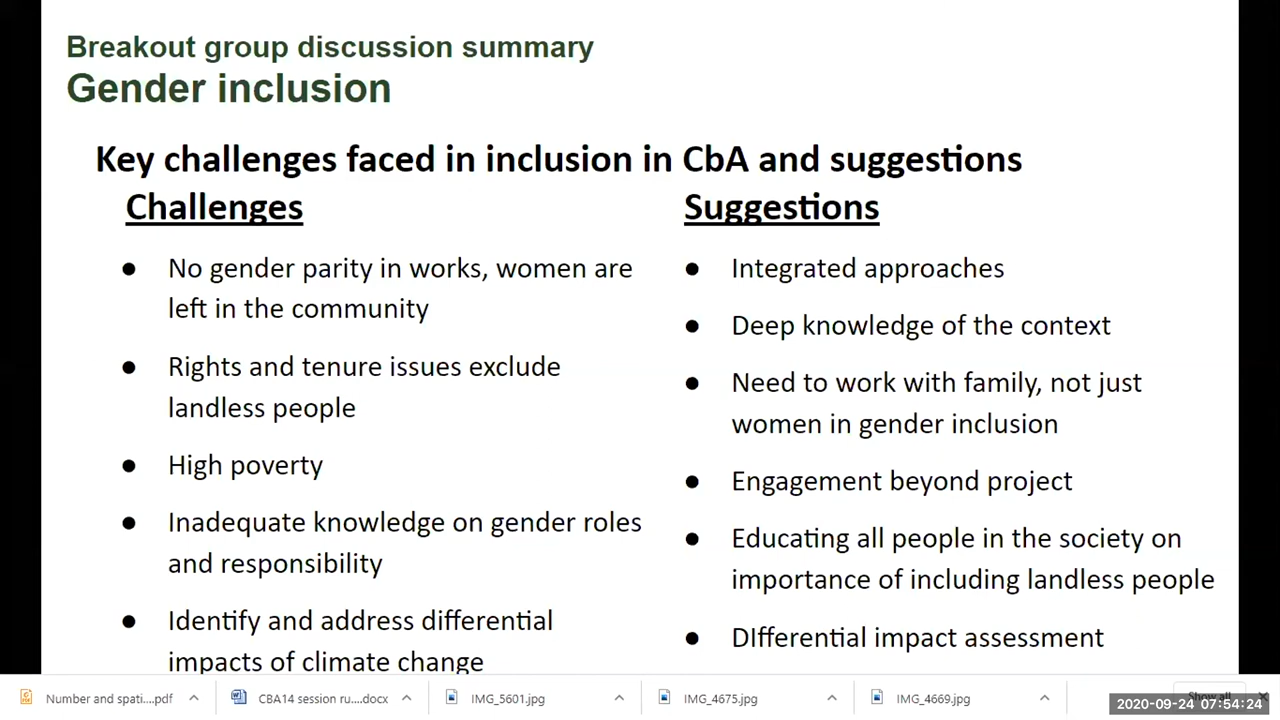 Breakout group discussion summary
Gender inclusion
Key challenges faced in inclusion in CbA and suggestions
Challenges
● No gender parity in works, women are
left in the community
● Rights and tenure issues exclude
landless people
● High poverty
● Inadequate knowledge on gender roles
and responsibility
● Identify and address differential
impacts of climate change
Suggestions
● Integrated approaches
● Deep knowledge of the context
● Need to work with family, not just
women in gender inclusion
● Engagement beyond project
● Educating all people in the society on
importance of including landless people
● DIfferential impact assessment
Number and spati....pdf
CBA14 session ru....docx
IMG_5601.jpg
IMG_4675.jpg
IMG_4669.jpg
Show all
2020-09-24 07:54:24